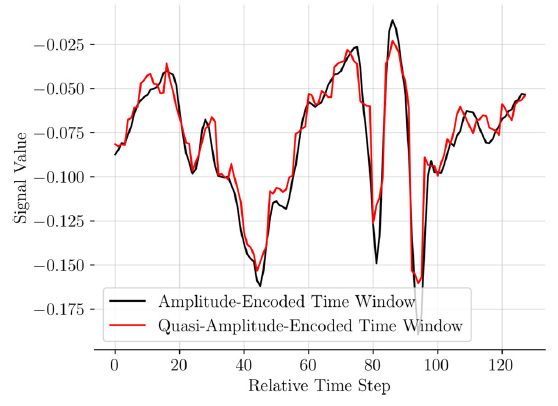 −0.025
−0.050
−0.075
−0.100
−0.125
−0.150
−0.175
Signal Value
Amplitude-Encoded Time Window
Quasi-Amplitude-Encoded Time Window
0 20 40 60 80 100 120
Relative Time Step